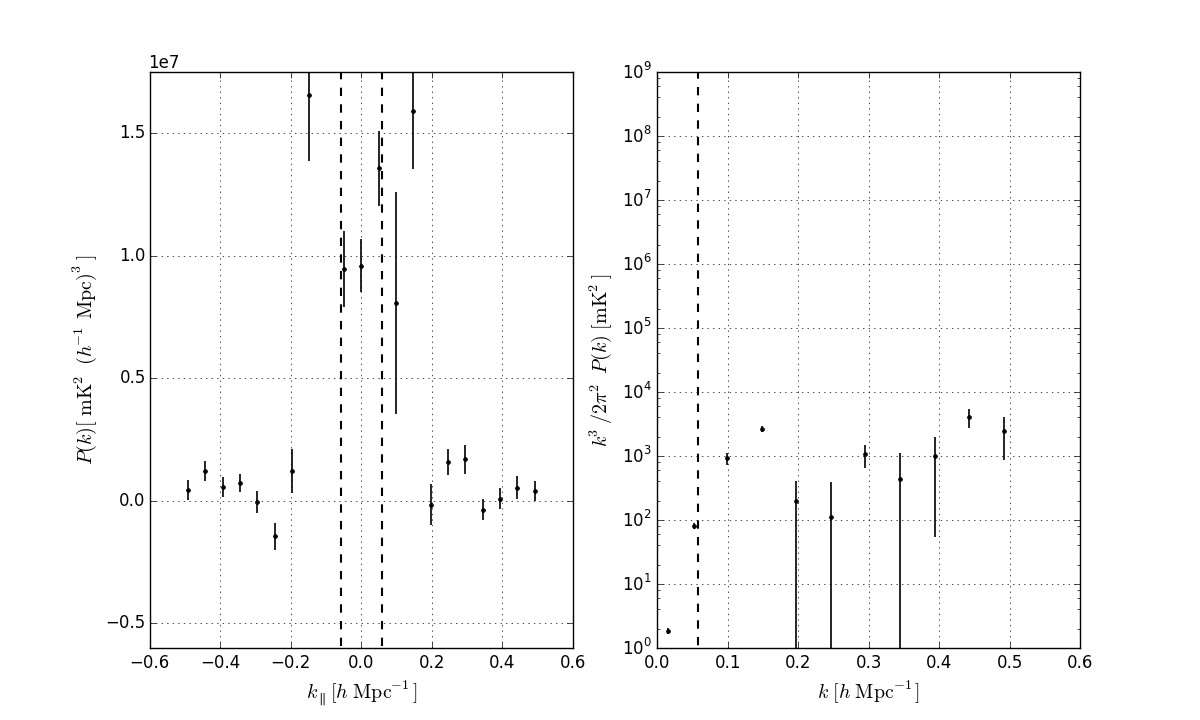 1e7
1.5
1.0
0.5
0.0
−0.5
−0.6 −0.4 −0.2 0.0 0.2 0.4 0.6
k∥ [h Mpc⁻¹]
P(k)[ mK² (h⁻¹ Mpc)³ ]
10⁹
10⁸
10⁷
10⁶
10⁵
10⁴
10³
10²
10¹
10⁰
0.0 0.1 0.2 0.3 0.4 0.5 0.6
k [h Mpc⁻¹]
k³/2π² P(k) [mK²]